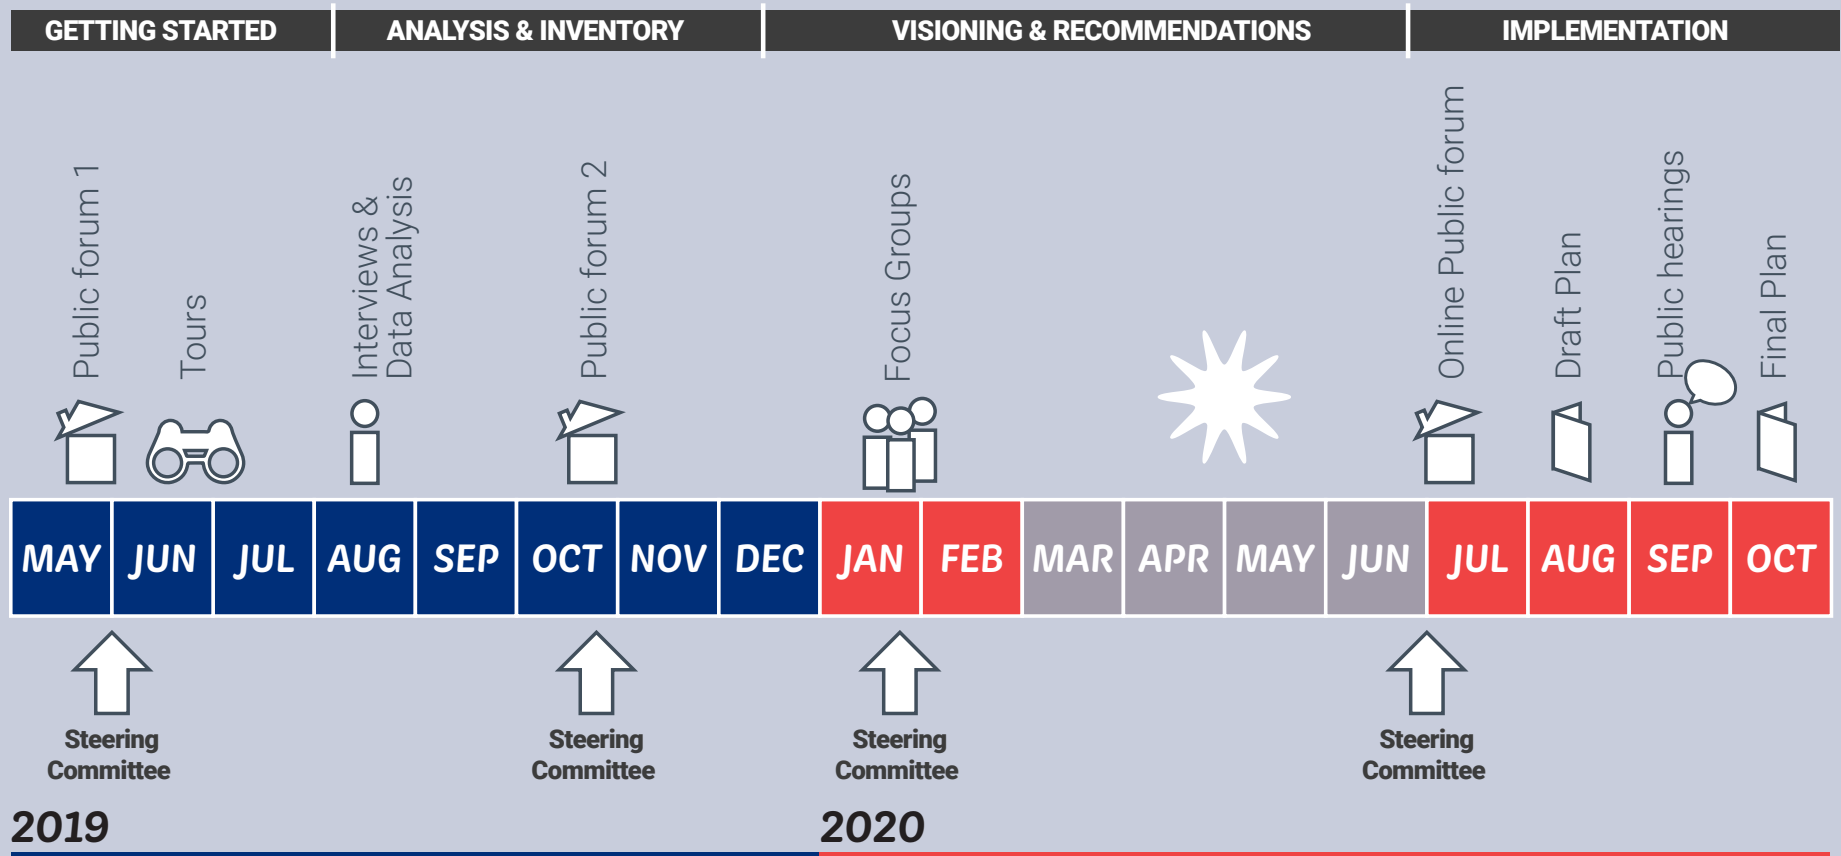 GETTING STARTED
ANALYSIS & INVENTORY
VISIONING & RECOMMENDATIONS
IMPLEMENTATION
Public forum 1
Tours
Interviews &
Data Analysis
Public forum 2
Focus Groups
Online Public forum
Draft Plan
Public hearings
Final Plan
MAY
JUN
JUL
AUG
SEP
OCT
NOV
DEC
JAN
FEB
MAR
APR
MAY
JUN
JUL
AUG
SEP
OCT
Steering
Committee
Steering
Committee
Steering
Committee
Steering
Committee
2019
2020